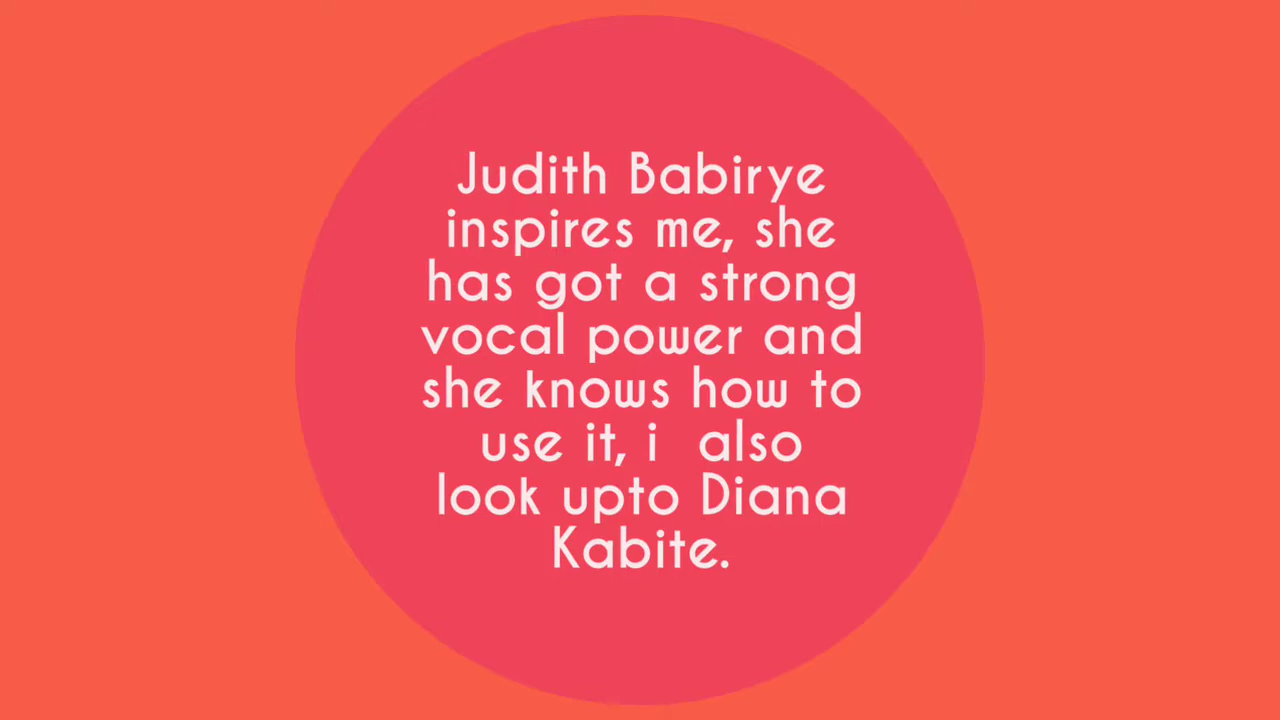 Judith Babirye
inspires me, she
has got a strong
vocal power and
she knows how to
use it, i  also
look upto Diana
Kabite.